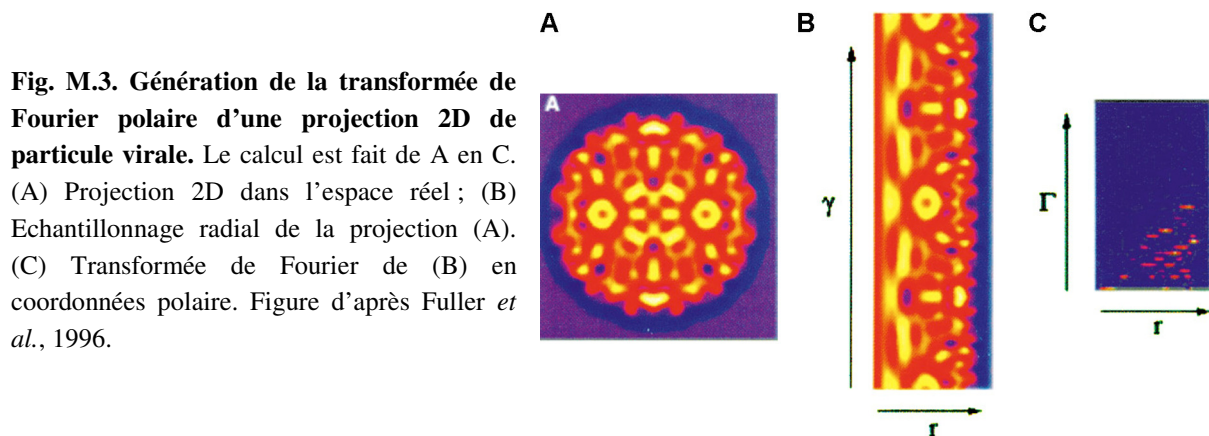 Fig. M.3. Génération de la transformée de
Fourier polaire d'une projection 2D de
particule virale. Le calcul est fait de A en C.
(A) Projection 2D dans l'espace réel ; (B)
Echantillonnage radial de la projection (A).
(C) Transformée de Fourier de (B) en
coordonnées polaire. Figure d'après Fuller et
al., 1996.
A
A
B
γ
r
C
Γ
r